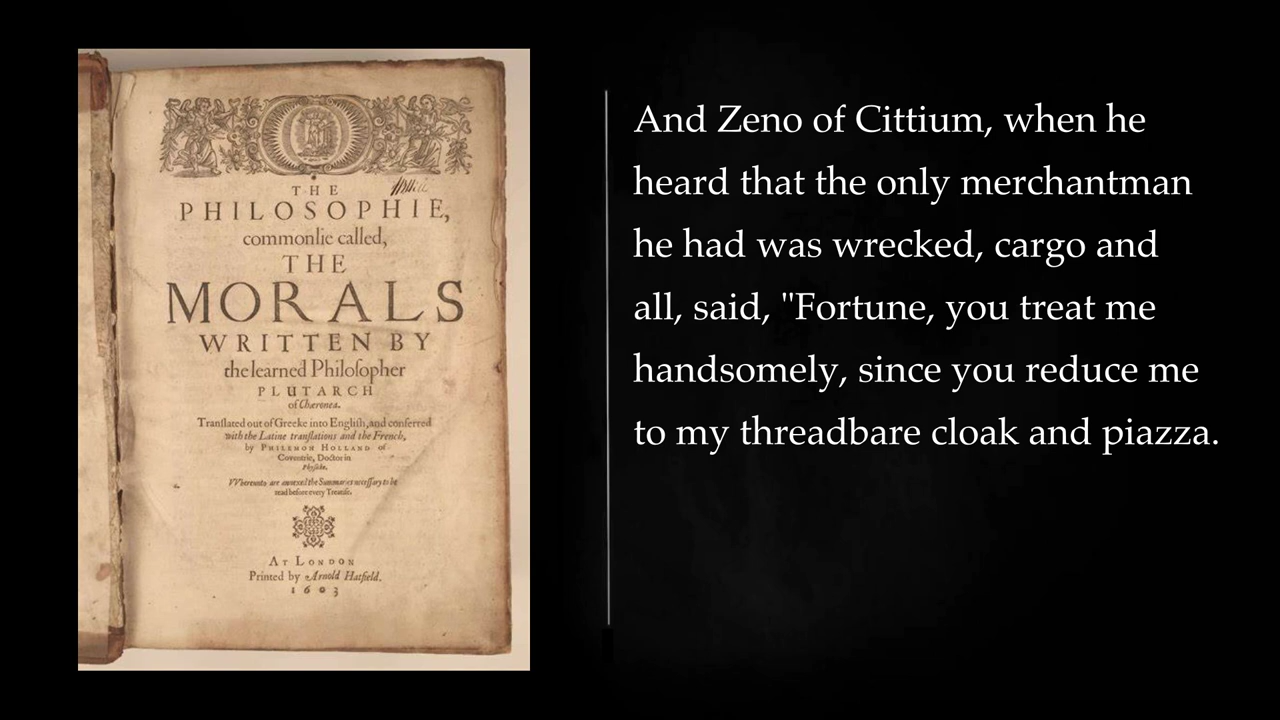 THE
PHILOSOPHIE,
commonlie called,
THE
MORALS
WRITTEN BY
the learned Philoſopher
PLUTARCH
of Chæronea.
Tranſlated out of Greeke into Engliſh, and conferred
with the Latine tranſlations and the French,
by PHILEMON HOLLAND of
Coventrie, Doctor in
Phyſicke.
VVhereunto are annexed the Summaries neceſſary to be
read before every Treatiſe.
AT LONDON
Printed by Arnold Hatfield.
1603
And Zeno of Cittium, when he
heard that the only merchantman
he had was wrecked, cargo and
all, said, "Fortune, you treat me
handsomely, since you reduce me
to my threadbare cloak and piazza.